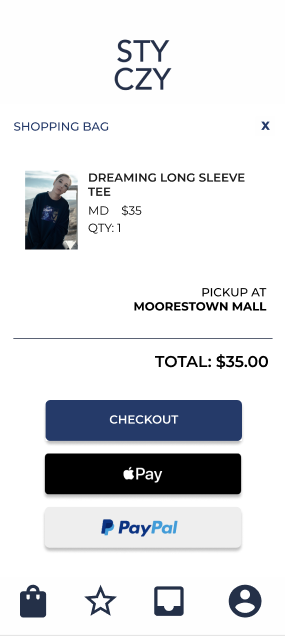 STY
CZY
SHOPPING BAG X
DREAMING LONG SLEEVE
TEE
MD $35
QTY: 1
PICKUP AT
MOORESTOWN MALL
TOTAL: $35.00
CHECKOUT
Pay
PayPal